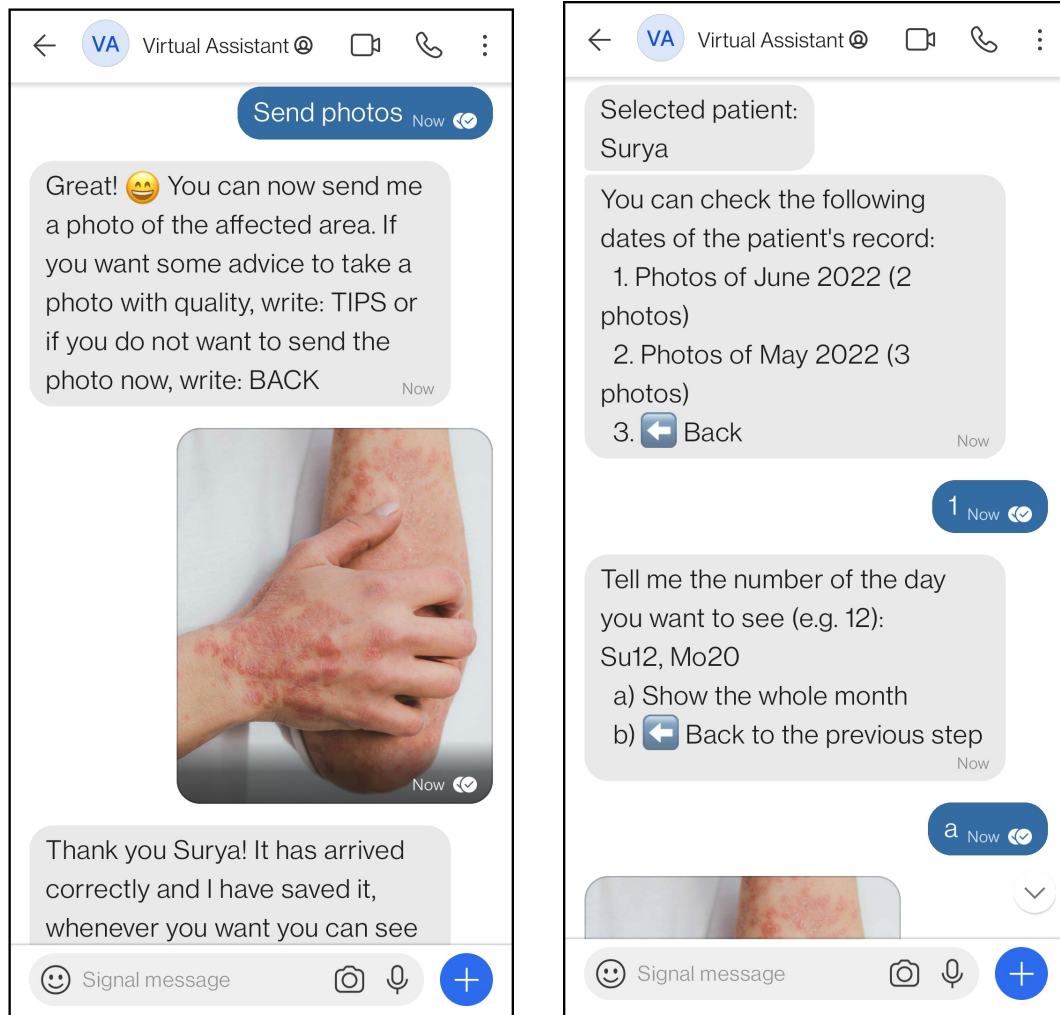 VA Virtual Assistant
Send photos Now
Great! 😄 You can now send me
a photo of the affected area. If
you want some advice to take a
photo with quality, write: TIPS or
if you do not want to send the
photo now, write: BACK Now
Now
Thank you Surya! It has arrived
correctly and I have saved it,
whenever you want you can see
Signal message
VA Virtual Assistant
Selected patient:
Surya
You can check the following
dates of the patient's record:
1. Photos of June 2022 (2
photos)
2. Photos of May 2022 (3
photos)
3. ⬅️ Back Now
1 Now
Tell me the number of the day
you want to see (e.g. 12):
Su12, Mo20
a) Show the whole month
b) ⬅️ Back to the previous step
Now
a Now
Signal message